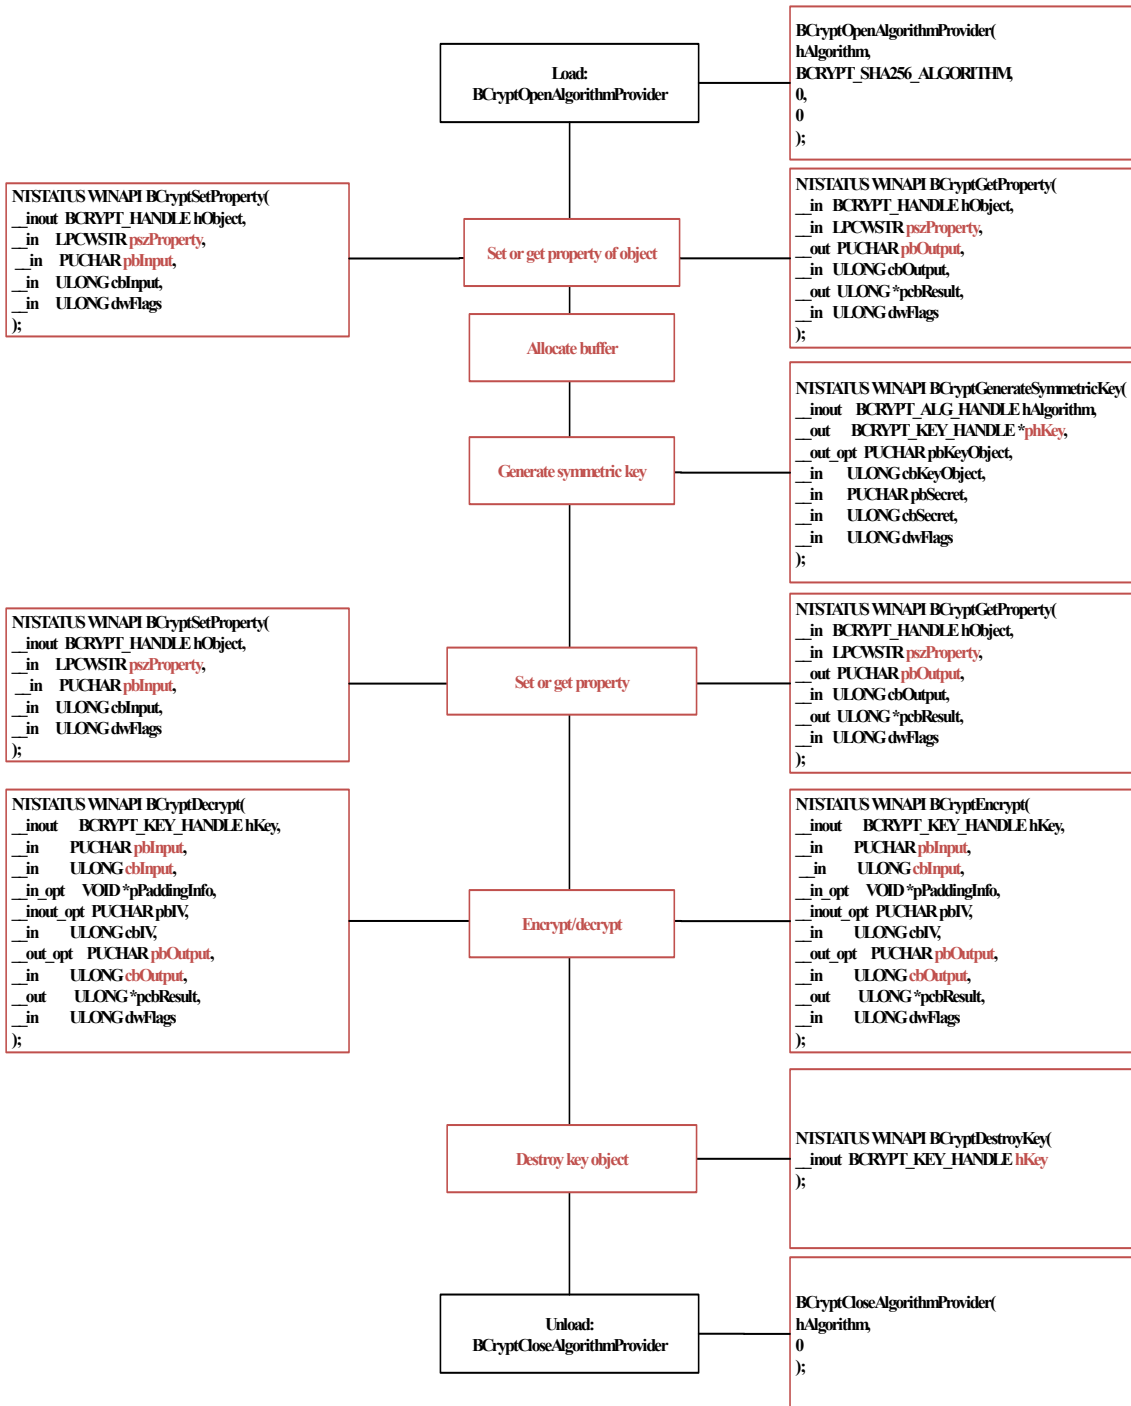 Load:
BCryptOpenAlgorithmProvider
BCryptOpenAlgorithmProvider(
hAlgorithm,
BCRYPT_SHA256_ALGORITHM,
0,
0
);
NTSTATUS WINAPI BCryptSetProperty(
__inout BCRYPT_HANDLE hObject,
__in LPCWSTR pszProperty,
__in PUCHAR pbInput,
__in ULONG cbInput,
__in ULONG dwFlags
);
Set or get property of object
NTSTATUS WINAPI BCryptGetProperty(
__in BCRYPT_HANDLE hObject,
__in LPCWSTR pszProperty,
__out PUCHAR pbOutput,
__in ULONG cbOutput,
__out ULONG *pcbResult,
__in ULONG dwFlags
);
Allocate buffer
Generate symmetric key
NTSTATUS WINAPI BCryptGenerateSymmetricKey(
__inout BCRYPT_ALG_HANDLE hAlgorithm,
__out BCRYPT_KEY_HANDLE *phKey,
__out_opt PUCHAR pbKeyObject,
__in ULONG cbKeyObject,
__in PUCHAR pbSecret,
__in ULONG cbSecret,
__in ULONG dwFlags
);
NTSTATUS WINAPI BCryptSetProperty(
__inout BCRYPT_HANDLE hObject,
__in LPCWSTR pszProperty,
__in PUCHAR pbInput,
__in ULONG cbInput,
__in ULONG dwFlags
);
Set or get property
NTSTATUS WINAPI BCryptGetProperty(
__in BCRYPT_HANDLE hObject,
__in LPCWSTR pszProperty,
__out PUCHAR pbOutput,
__in ULONG cbOutput,
__out ULONG *pcbResult,
__in ULONG dwFlags
);
NTSTATUS WINAPI BCryptDecrypt(
__inout BCRYPT_KEY_HANDLE hKey,
__in PUCHAR pbInput,
__in ULONG cbInput,
__in_opt VOID *pPaddingInfo,
__inout_opt PUCHAR pbIV,
__in ULONG cbIV,
__out_opt PUCHAR pbOutput,
__in ULONG cbOutput,
__out ULONG *pcbResult,
__in ULONG dwFlags
);
Encrypt/decrypt
NTSTATUS WINAPI BCryptEncrypt(
__inout BCRYPT_KEY_HANDLE hKey,
__in PUCHAR pbInput,
__in ULONG cbInput,
__in_opt VOID *pPaddingInfo,
__inout_opt PUCHAR pbIV,
__in ULONG cbIV,
__out_opt PUCHAR pbOutput,
__in ULONG cbOutput,
__out ULONG *pcbResult,
__in ULONG dwFlags
);
Destroy key object
NTSTATUS WINAPI BCryptDestroyKey(
__inout BCRYPT_KEY_HANDLE hKey
);
Unload:
BCryptCloseAlgorithmProvider
BCryptCloseAlgorithmProvider(
hAlgorithm,
0
);